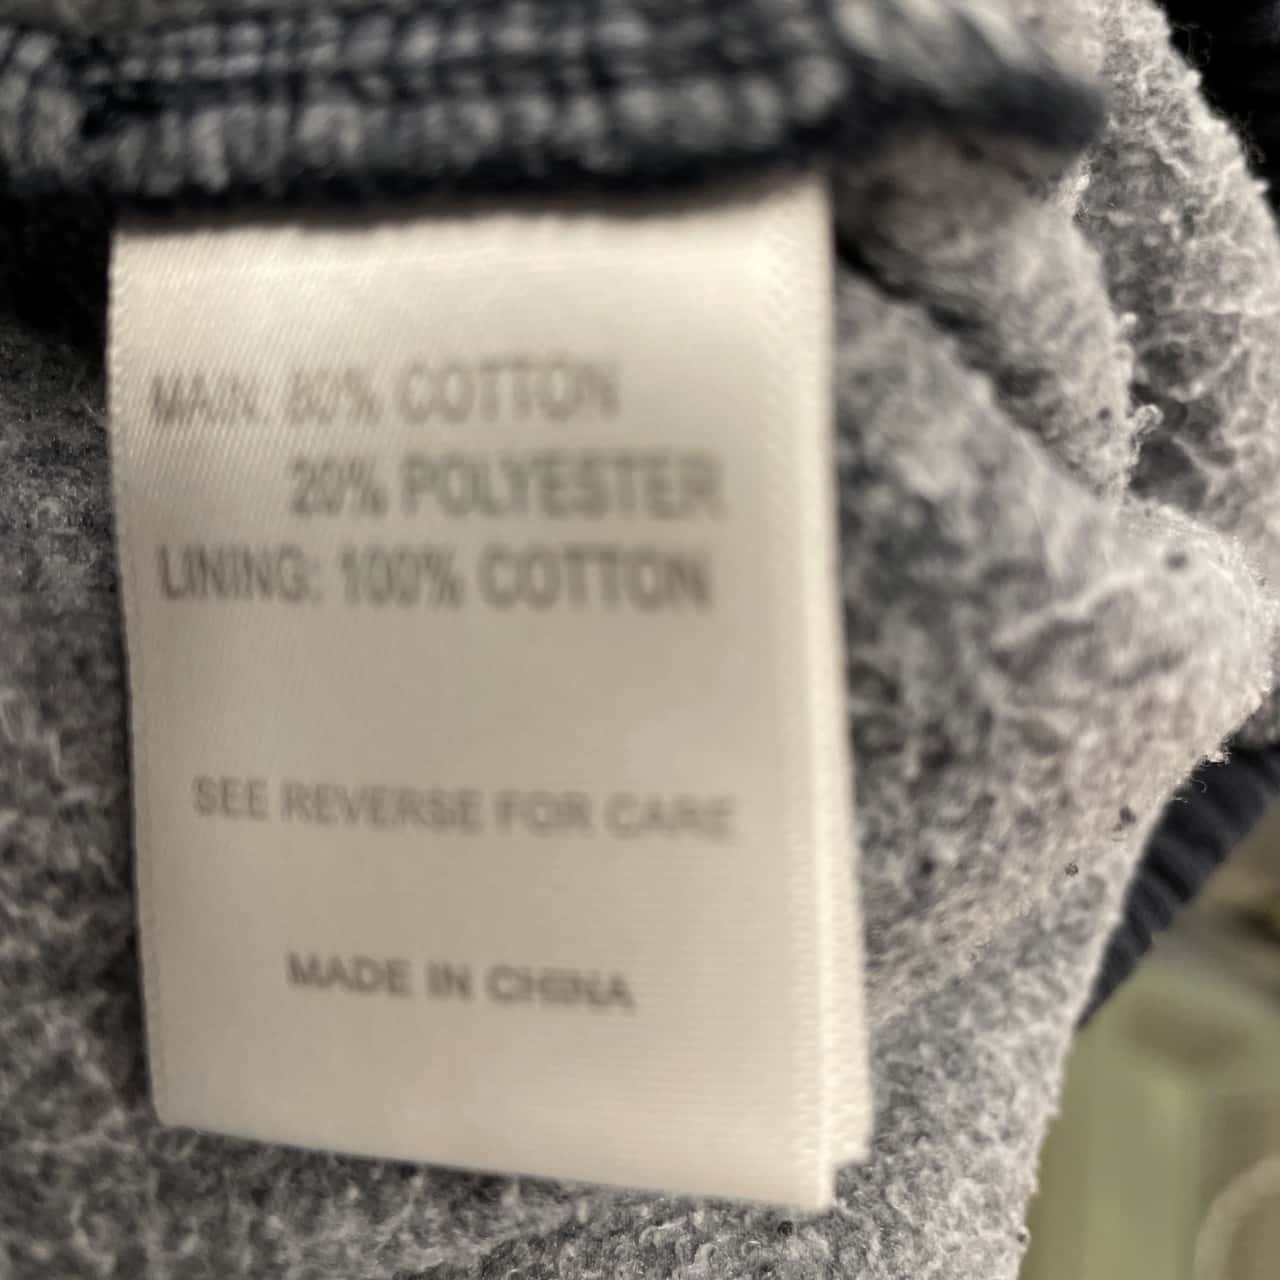 MAIN: 80% COTTON
20% POLYESTER
LINING: 100% COTTON
SEE REVERSE FOR CARE
MADE IN CHINA